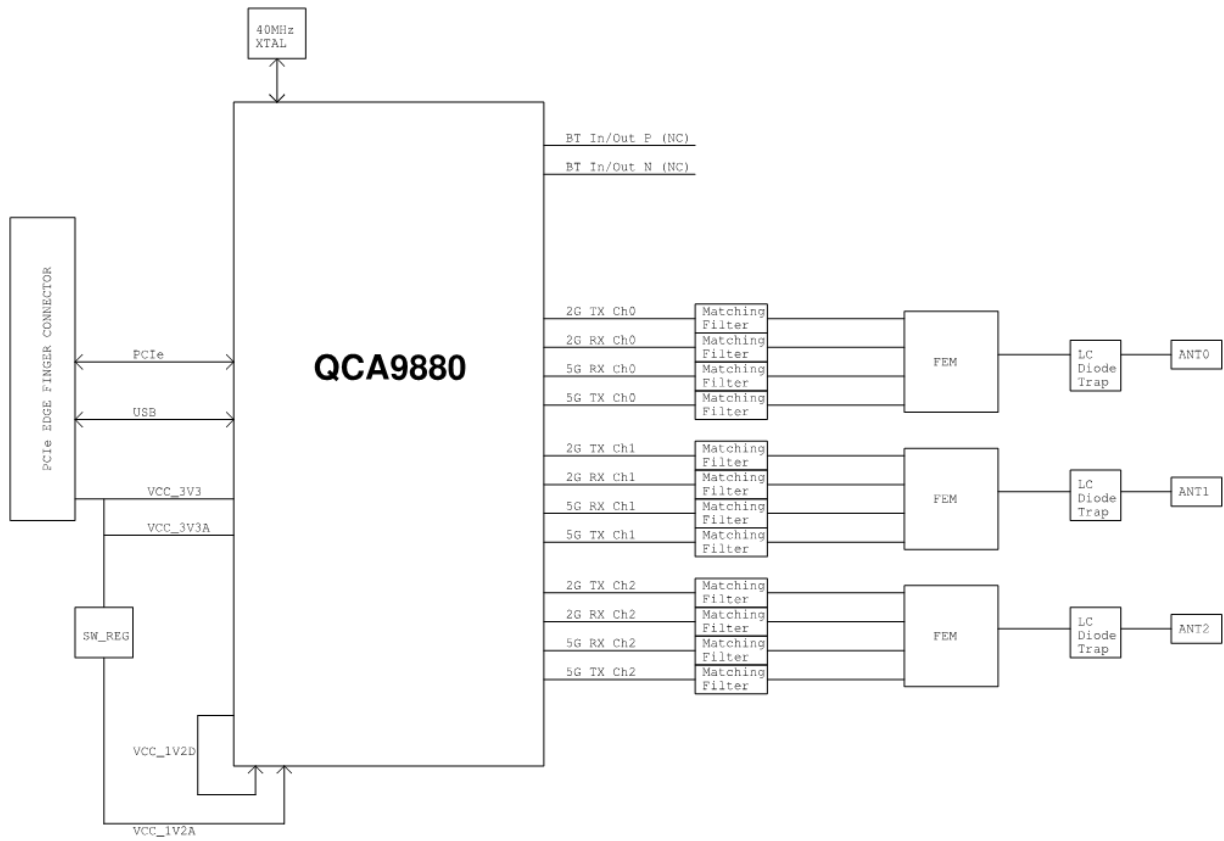 40MHz
XTAL
BT In/Out P (NC)
BT In/Out N (NC)
PCIe EDGE FINGER CONNECTOR
PCIe
USB
VCC_3V3
VCC_3V3A
SW_REG
VCC_1V2D
VCC_1V2A
QCA9880
2G TX Ch0
2G RX Ch0
5G RX Ch0
5G TX Ch0
Matching
Filter
Matching
Filter
Matching
Filter
Matching
Filter
FEM
LC
Diode
Trap
ANT0
2G TX Ch1
2G RX Ch1
5G RX Ch1
5G TX Ch1
Matching
Filter
Matching
Filter
Matching
Filter
Matching
Filter
FEM
LC
Diode
Trap
ANT1
2G TX Ch2
2G RX Ch2
5G RX Ch2
5G TX Ch2
Matching
Filter
Matching
Filter
Matching
Filter
Matching
Filter
FEM
LC
Diode
Trap
ANT2